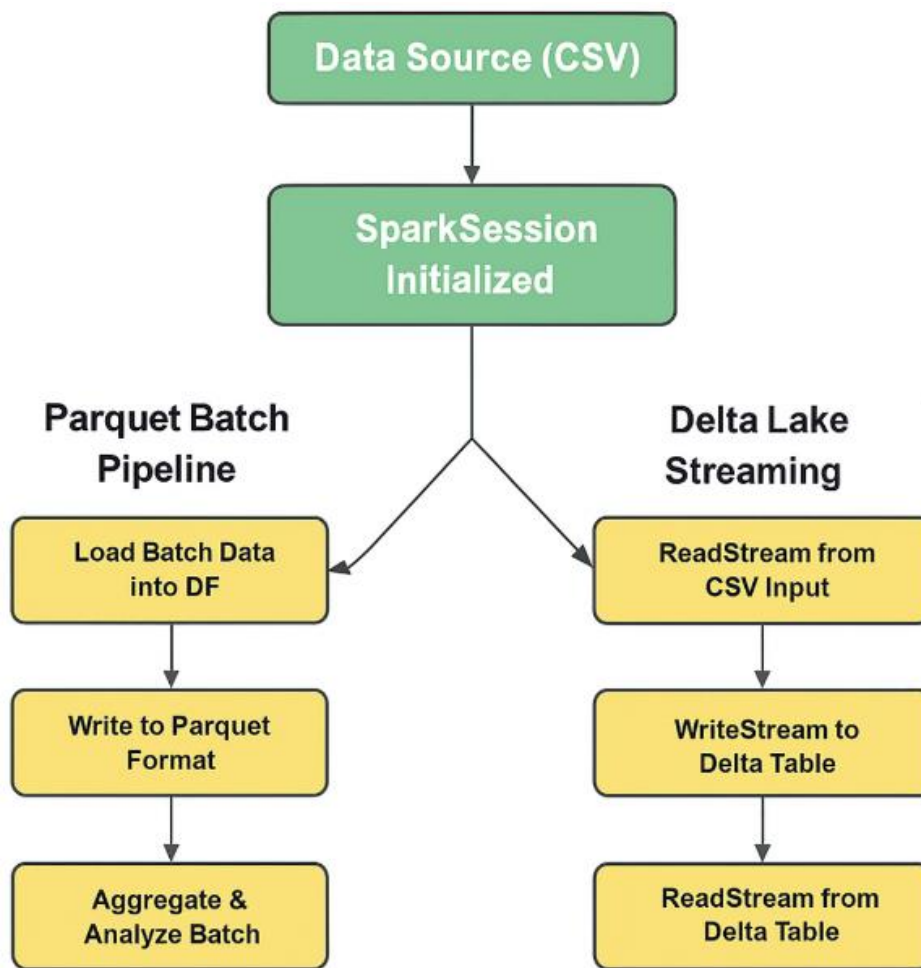 Data Source (CSV)
SparkSession
Initialized
Parquet Batch
Pipeline
Load Batch Data
into DF
Write to Parquet
Format
Aggregate &
Analyze Batch
Delta Lake
Streaming
ReadStream from
CSV Input
WriteStream to
Delta Table
ReadStream from
Delta Table